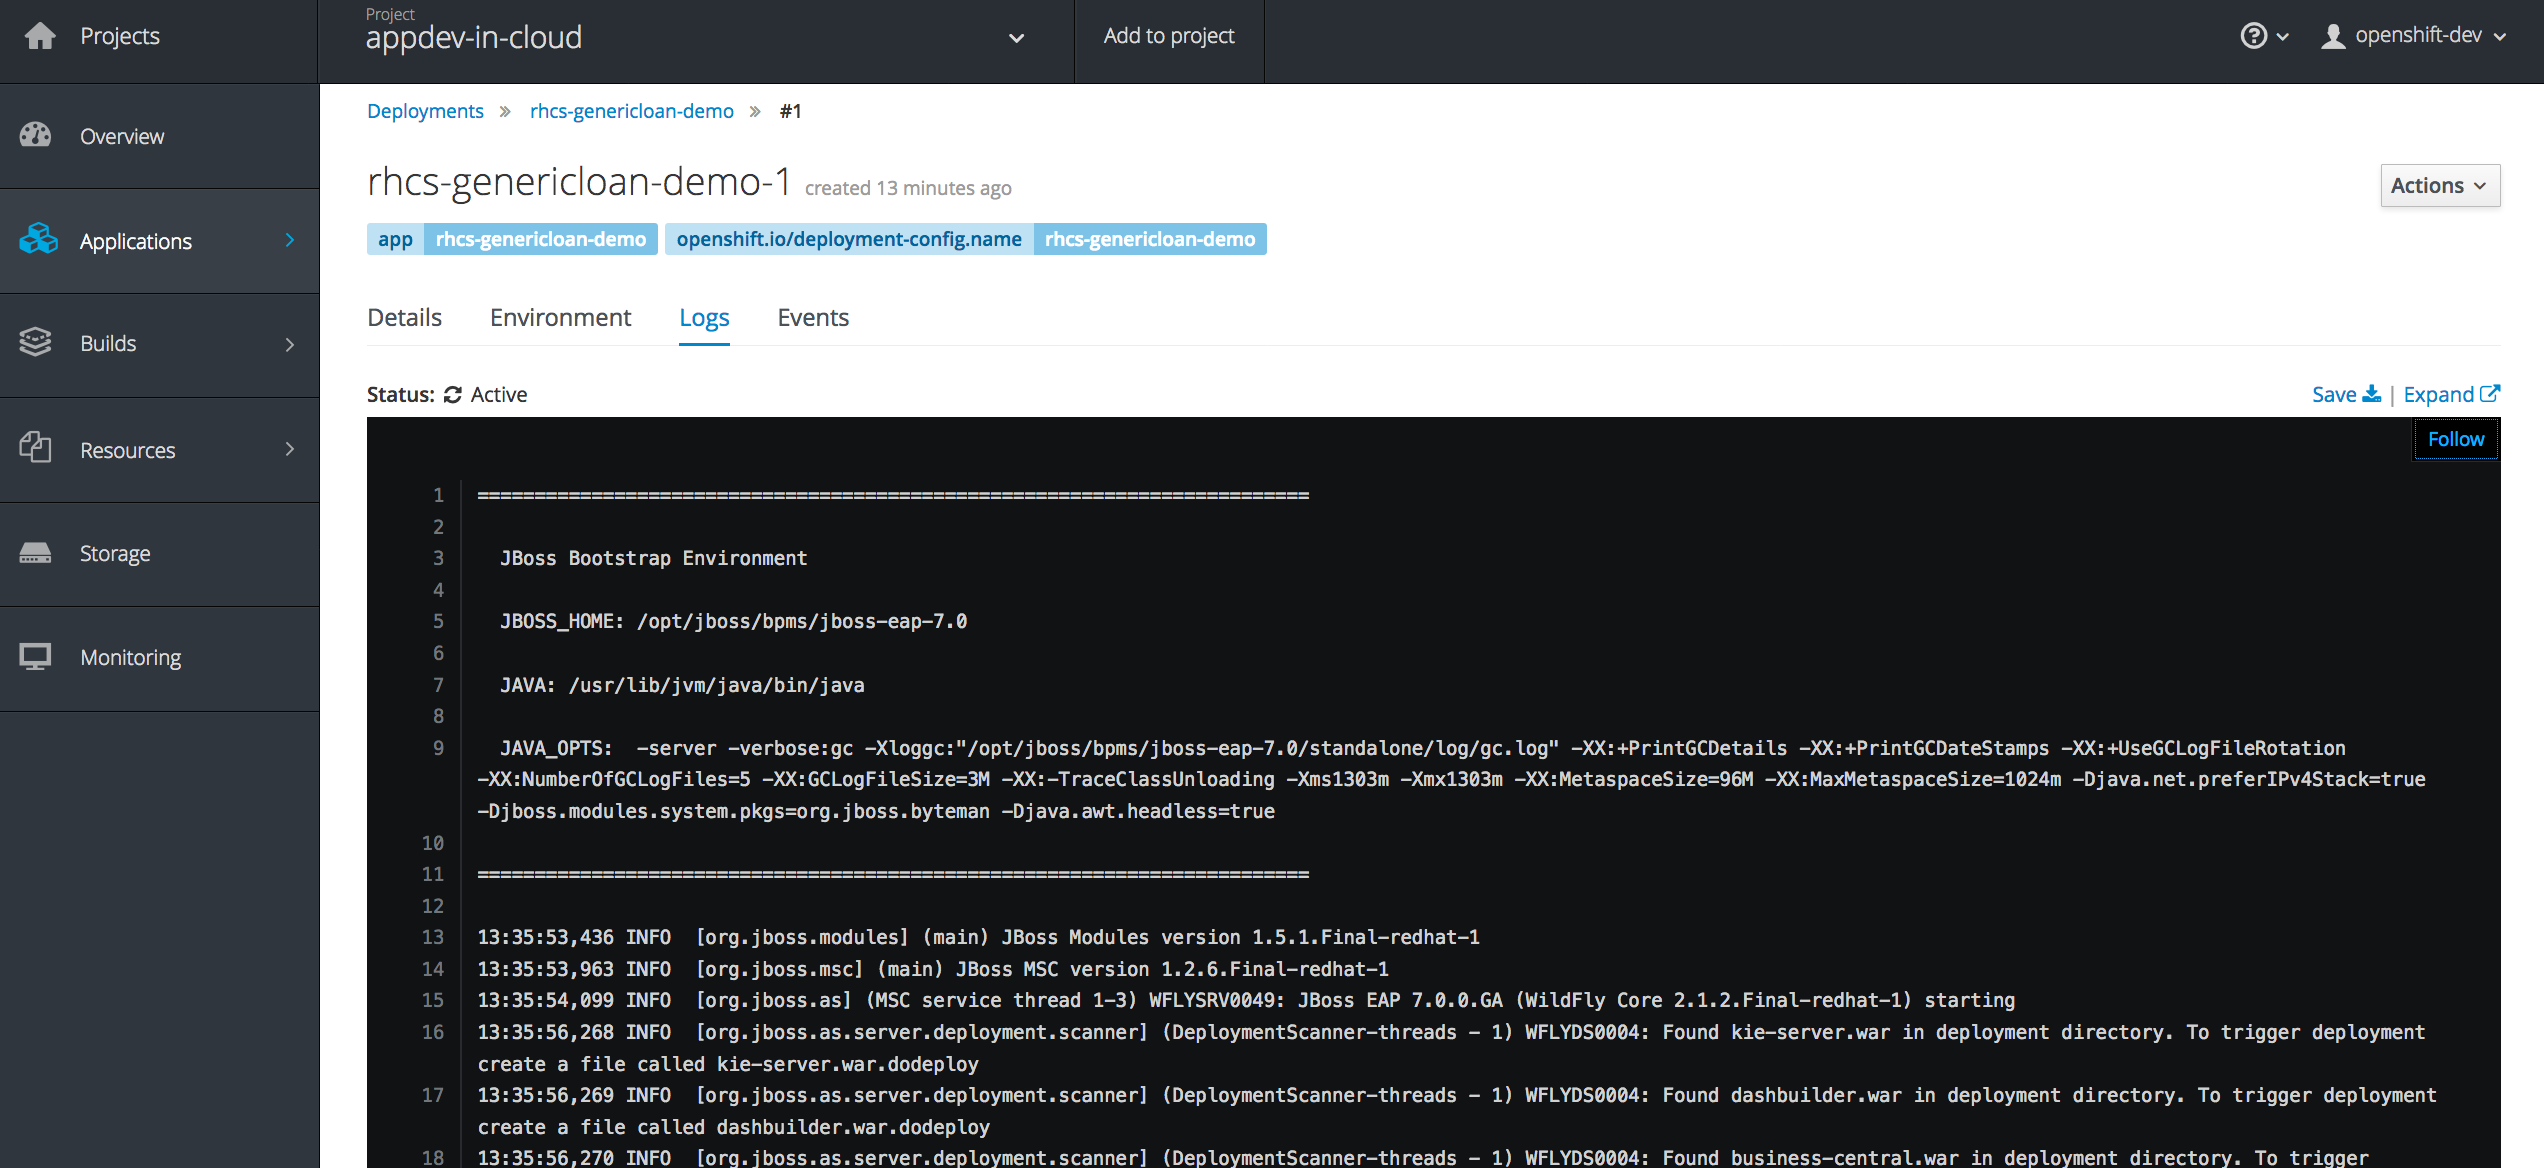 Projects
Project
appdev-in-cloud
Add to project
openshift-dev
Overview
Applications
Builds
Resources
Storage
Monitoring
Deployments » rhcs-genericloan-demo » #1
rhcs-genericloan-demo-1 created 13 minutes ago
Actions
app rhcs-genericloan-demo openshift.io/deployment-config.name rhcs-genericloan-demo
Details Environment Logs Events
Status: Active
Save | Expand
Follow
1 =========================================================================
2
3 JBoss Bootstrap Environment
4
5 JBOSS_HOME: /opt/jboss/bpms/jboss-eap-7.0
6
7 JAVA: /usr/lib/jvm/java/bin/java
8
9 JAVA_OPTS: -server -verbose:gc -Xloggc:"/opt/jboss/bpms/jboss-eap-7.0/standalone/log/gc.log" -XX:+PrintGCDetails -XX:+PrintGCDateStamps -XX:+UseGCLogFileRotation
-XX:NumberOfGCLogFiles=5 -XX:GCLogFileSize=3M -XX:-TraceClassUnloading -Xms1303m -Xmx1303m -XX:MetaspaceSize=96M -XX:MaxMetaspaceSize=1024m -Djava.net.preferIPv4Stack=true
-Djboss.modules.system.pkgs=org.jboss.byteman -Djava.awt.headless=true
10
11 =========================================================================
12
13 13:35:53,436 INFO [org.jboss.modules] (main) JBoss Modules version 1.5.1.Final-redhat-1
14 13:35:53,963 INFO [org.jboss.msc] (main) JBoss MSC version 1.2.6.Final-redhat-1
15 13:35:54,099 INFO [org.jboss.as] (MSC service thread 1-3) WFLYSRV0049: JBoss EAP 7.0.0.GA (WildFly Core 2.1.2.Final-redhat-1) starting
16 13:35:56,268 INFO [org.jboss.as.server.deployment.scanner] (DeploymentScanner-threads - 1) WFLYDS0004: Found kie-server.war in deployment directory. To trigger deployment
create a file called kie-server.war.dodeploy
17 13:35:56,269 INFO [org.jboss.as.server.deployment.scanner] (DeploymentScanner-threads - 1) WFLYDS0004: Found dashbuilder.war in deployment directory. To trigger deployment
create a file called dashbuilder.war.dodeploy
18 13:35:56,270 INFO [org.jboss.as.server.deployment.scanner] (DeploymentScanner-threads - 1) WFLYDS0004: Found business-central.war in deployment directory. To trigger